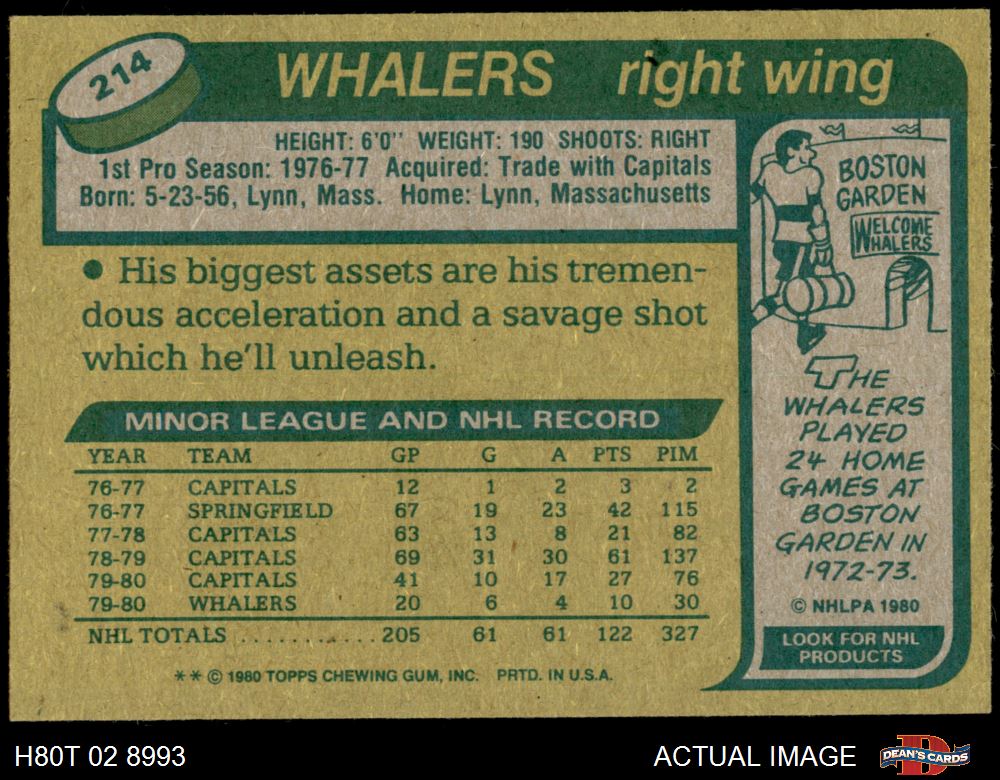 214
WHALERS right wing
HEIGHT: 6'0" WEIGHT: 190 SHOOTS: RIGHT
1st Pro Season: 1976-77 Acquired: Trade with Capitals
Born: 5-23-56, Lynn, Mass. Home: Lynn, Massachusetts
• His biggest assets are his tremen-
dous acceleration and a savage shot
which he'll unleash.
MINOR LEAGUE AND NHL RECORD
YEAR TEAM GP G A PTS PIM
76-77 CAPITALS 12 1 2 3 2
76-77 SPRINGFIELD 67 19 23 42 115
77-78 CAPITALS 63 13 8 21 82
78-79 CAPITALS 69 31 30 61 137
79-80 CAPITALS 41 10 17 27 76
79-80 WHALERS 20 6 4 10 30
NHL TOTALS .......... 205 61 61 122 327
** © 1980 TOPPS CHEWING GUM, INC. PRTD. IN U.S.A.
BOSTON
GARDEN
WELCOME
WHALERS
THE
WHALERS
PLAYED
24 HOME
GAMES AT
BOSTON
GARDEN IN
1972-73.
© NHLPA 1980
LOOK FOR NHL
PRODUCTS
H80T 02 8993
ACTUAL IMAGE
D
DEAN'S CARDS